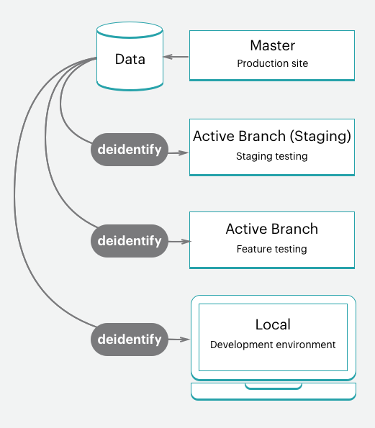 Data
Master
Production site
deidentify
Active Branch (Staging)
Staging testing
deidentify
Active Branch
Feature testing
deidentify
Local
Development environment